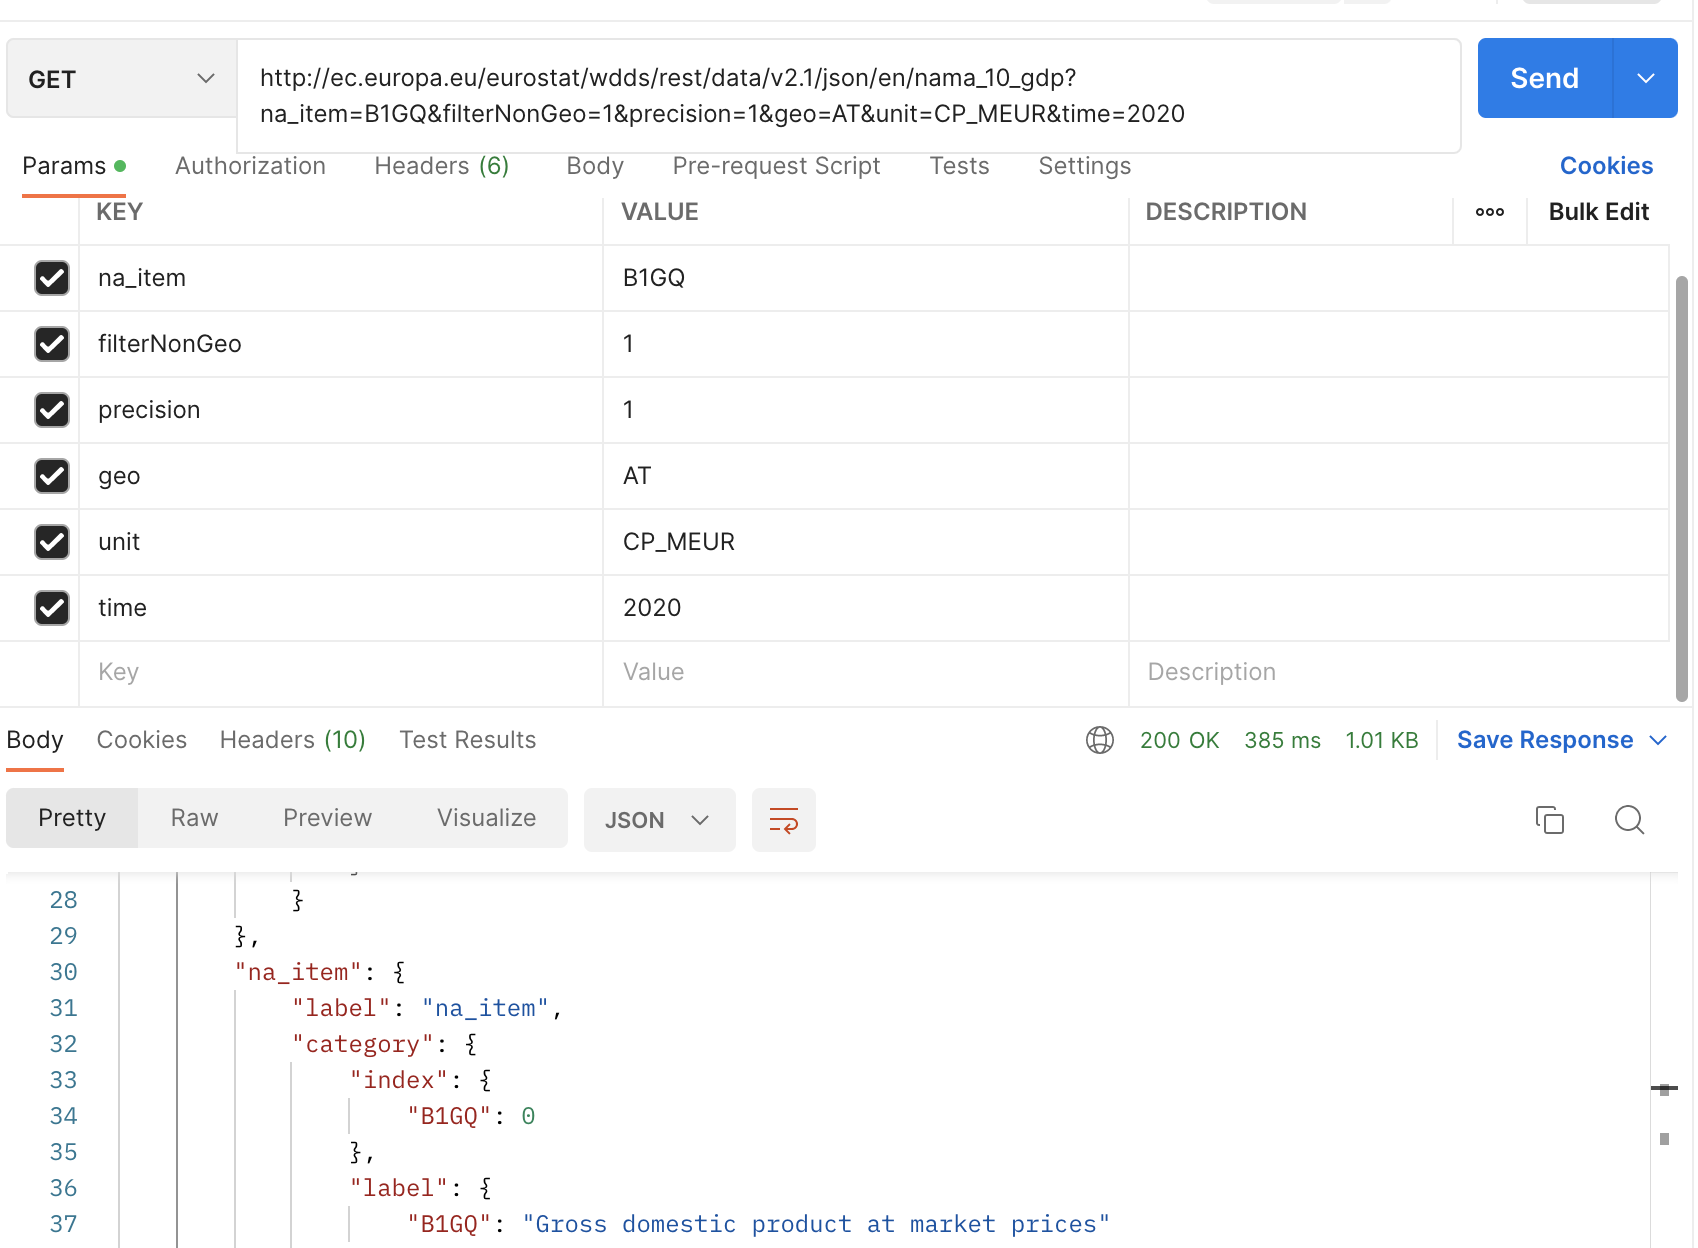 GET
http://ec.europa.eu/eurostat/wdds/rest/data/v2.1/json/en/nama_10_gdp?
na_item=B1GQ&filterNonGeo=1&precision=1&geo=AT&unit=CP_MEUR&time=2020
Send
Params Authorization Headers (6) Body Pre-request Script Tests Settings Cookies
KEY VALUE DESCRIPTION Bulk Edit
na_item B1GQ
filterNonGeo 1
precision 1
geo AT
unit CP_MEUR
time 2020
Key Value Description
Body Cookies Headers (10) Test Results 200 OK 385 ms 1.01 KB Save Response
Pretty Raw Preview Visualize JSON
28 }
29 },
30 "na_item": {
31 "label": "na_item",
32 "category": {
33 "index": {
34 "B1GQ": 0
35 },
36 "label": {
37 "B1GQ": "Gross domestic product at market prices"